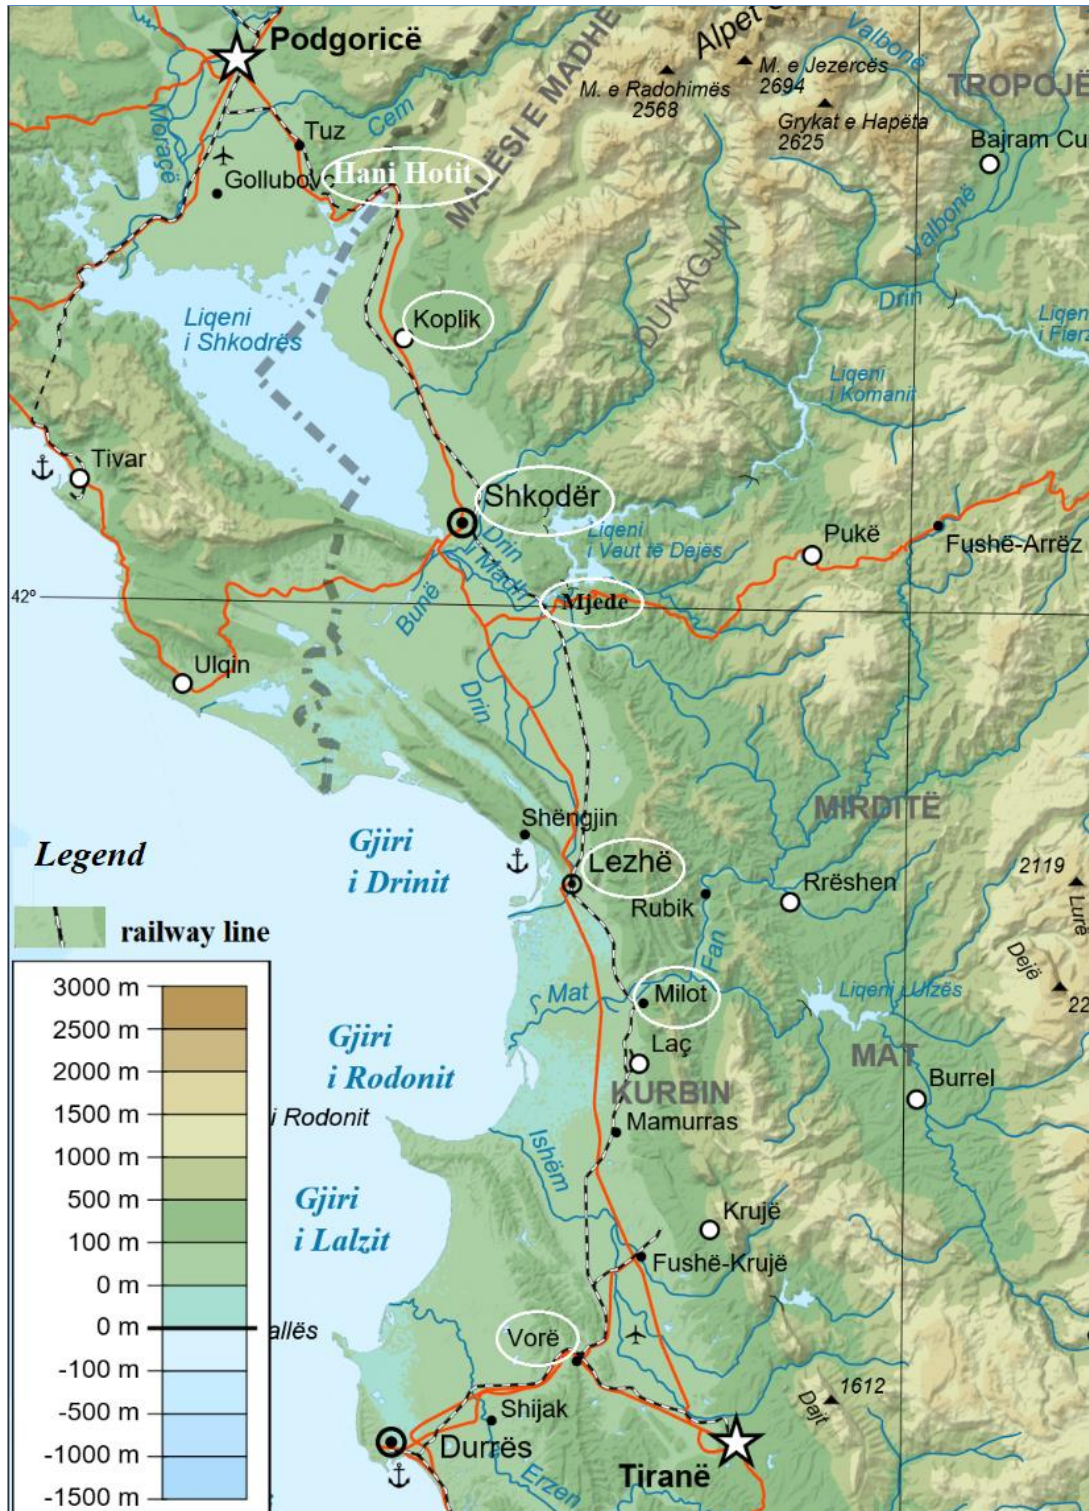 Podgoricë
Alpet
Valbonë
M. e Jezercës
2694
M. e Radohimës
2568
TROPOJË
Grykat e Hapëta
2625
Cem
Moraçë
Tuz
Bajram Cu
Gollubovc
Hani Hotit
MALËSI E MADHE
Valbonë
DUKAGJIN
Drin
Liqeni
i Shkodrës
Koplik
Liqen
i Fierz
Liqeni
i Komanit
Tivar
Shkodër
Drin
i Madh
Liqeni
i Vaut të Dejës
Pukë
Fushë-Arrëz
42°
Bunë
Mjede
Ulqin
Drin
MIRDITË
Shëngjin
Gjiri
i Drinit
Legend
Lezhë
2119
Lurë
Rubik
Rrëshen
railway line
Fan
Dejë
22
3000 m
2500 m
2000 m
1500 m
1000 m
500 m
100 m
0 m
0 m
-100 m
-500 m
-1000 m
-1500 m
Mat
Milot
Liqeni i Ulzës
Gjiri
i Rodonit
Laç
MAT
KURBIN
Burrel
i Rodonit
Mamurras
Ishëm
Gjiri
i Lalzit
Krujë
Fushë-Krujë
allës
Vorë
1612
Dajt
Shijak
Durrës
Tiranë
Erzen